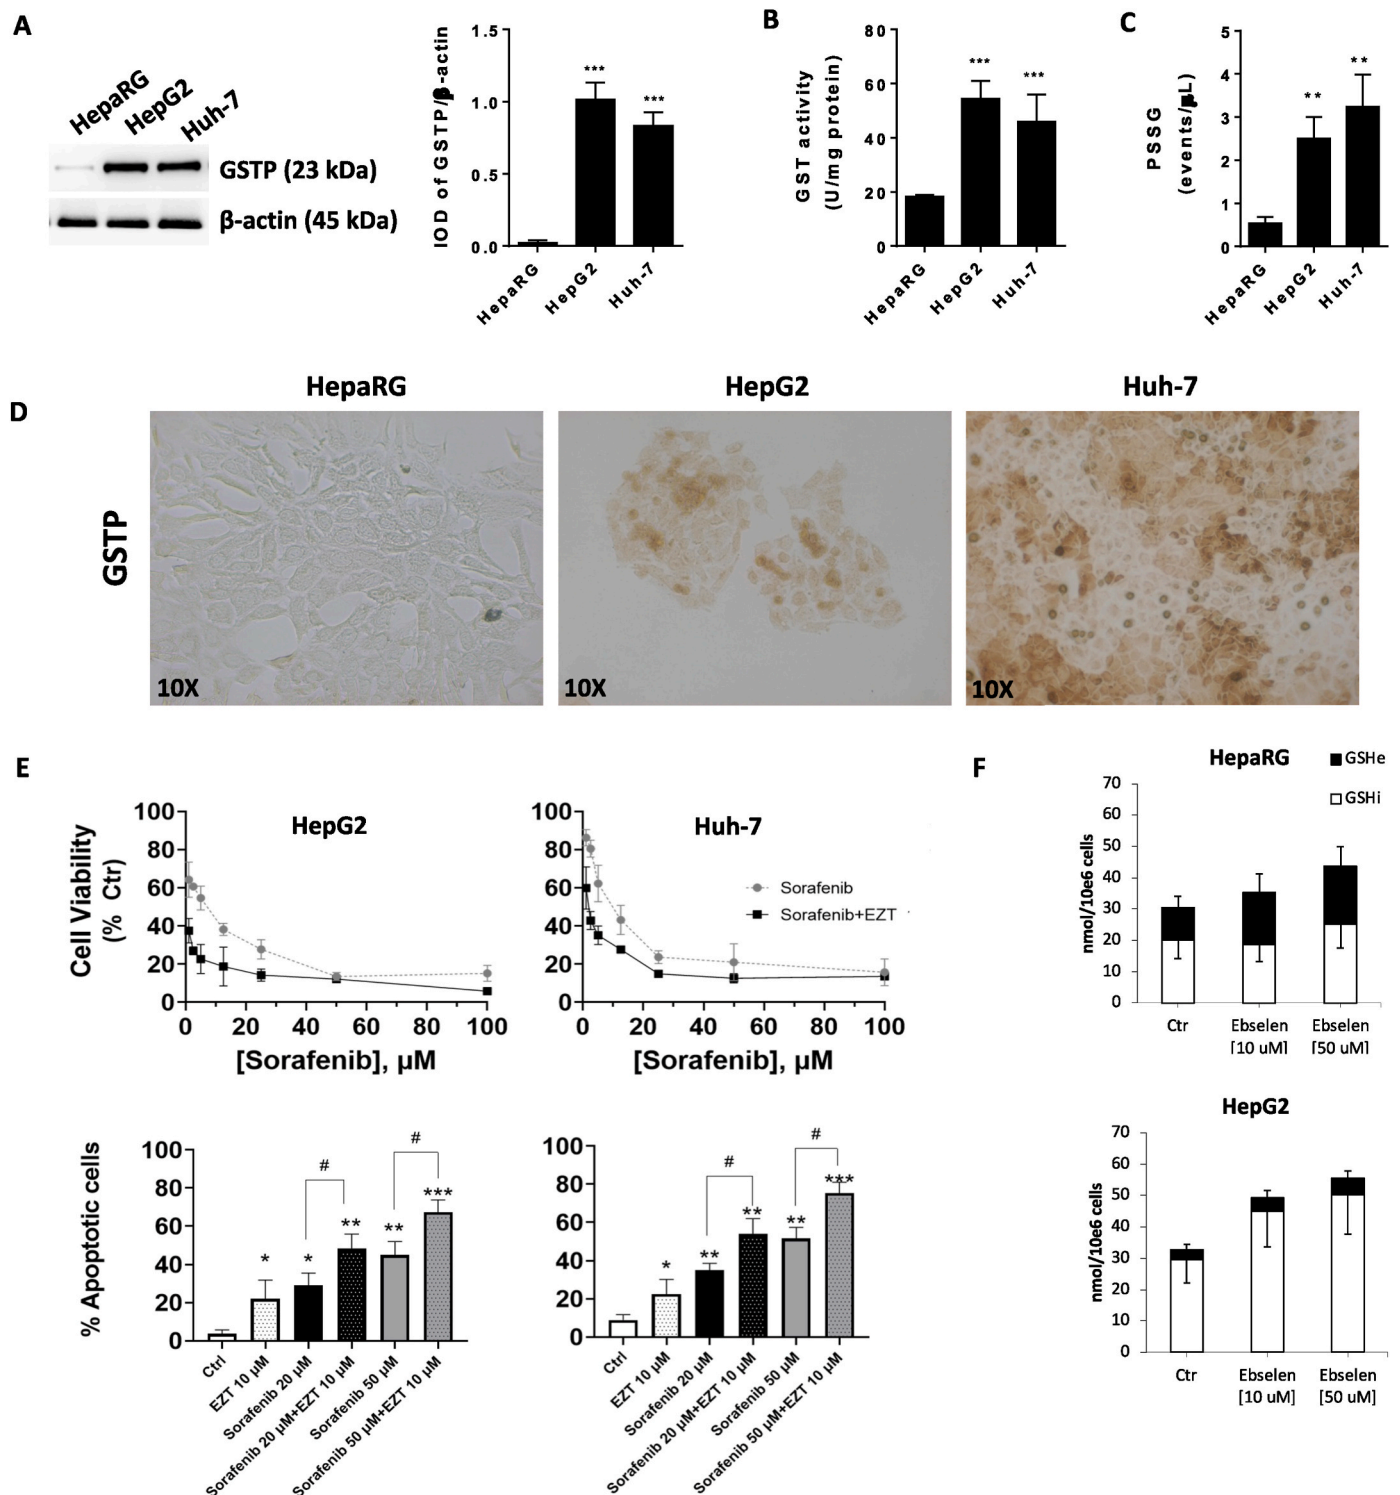 A
HepaRG
HepG2
Huh-7
GSTP (23 kDa)
β-actin (45 kDa)
IOD of GSTP/β-actin
1.5
1.0
0.5
0.0
***
***
HepaRG
HepG2
Huh-7
B
GST activity
(U/mg protein)
80
60
40
20
0
***
***
HepaRG
HepG2
Huh-7
C
PSSG
(events/μL)
5
4
3
2
1
0
**
**
HepaRG
HepG2
Huh-7
D
HepaRG
HepG2
Huh-7
GSTP
10X
10X
10X
E
Cell Viability
(% Ctr)
100
80
60
40
20
0
HepG2
0
20
40
60
80
100
[Sorafenib], µM
100
80
60
40
20
0
Huh-7
Sorafenib
Sorafenib+EZT
0
20
40
60
80
100
[Sorafenib], µM
% Apoptotic cells
100
80
60
40
20
0
*
*
#
**
**
#
***
Ctrl
EZT 10 µM
Sorafenib 20 µM
Sorafenib 20 µM+EZT 10 µM
Sorafenib 50 µM
Sorafenib 50 µM+EZT 10 µM
100
80
60
40
20
0
*
**
#
**
**
#
***
Ctrl
EZT 10 µM
Sorafenib 20 µM
Sorafenib 20 µM+EZT 10 µM
Sorafenib 50 µM
Sorafenib 50 µM+EZT 10 µM
F
HepaRG
GSHe
GSHi
nmol/10e6 cells
70
60
50
40
30
20
10
0
Ctr
Ebselen
[10 uM]
Ebselen
[50 uM]
HepG2
nmol/10e6 cells
70
60
50
40
30
20
10
0
Ctr
Ebselen
[10 uM]
Ebselen
[50 uM]